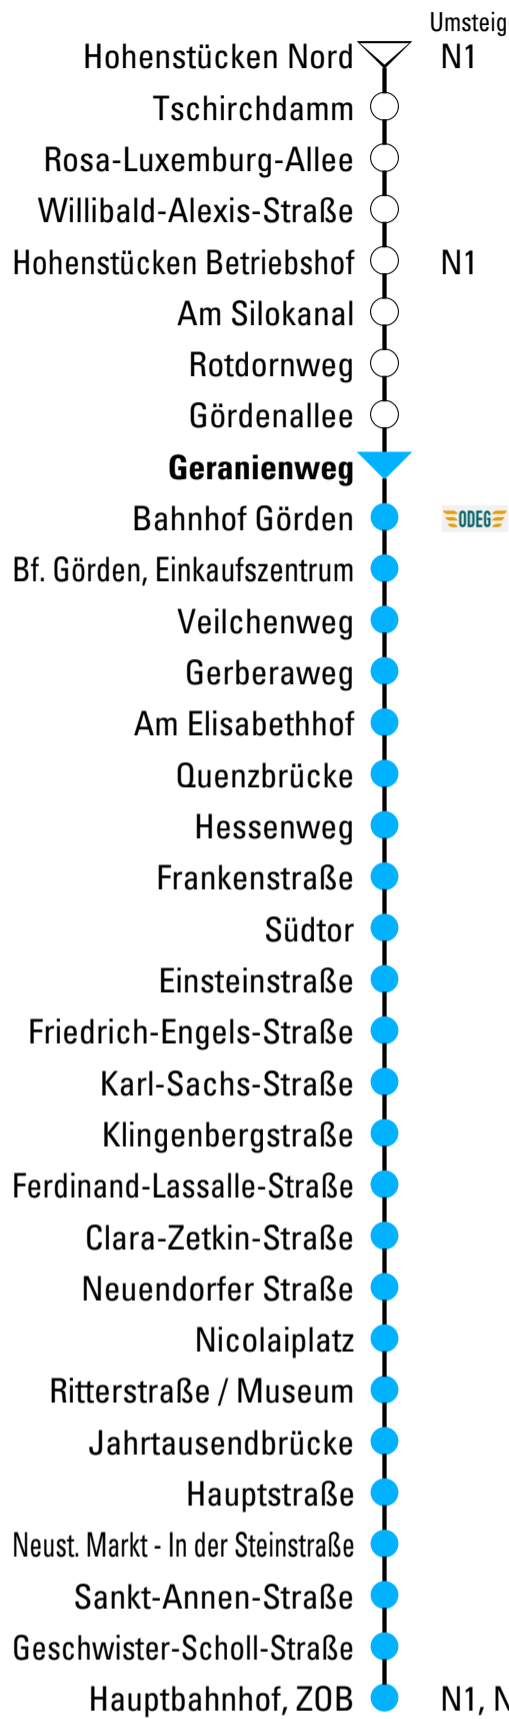 Umsteig
Hohenstücken Nord N1
Tschirchdamm
Rosa-Luxemburg-Allee
Willibald-Alexis-Straße
Hohenstücken Betriebshof N1
Am Silokanal
Rotdornweg
Gördenallee
Geranienweg
Bahnhof Görden ODEG
Bf. Görden, Einkaufszentrum
Veilchenweg
Gerberaweg
Am Elisabethhof
Quenzbrücke
Hessenweg
Frankenstraße
Südtor
Einsteinstraße
Friedrich-Engels-Straße
Karl-Sachs-Straße
Klingenbergstraße
Ferdinand-Lassalle-Straße
Clara-Zetkin-Straße
Neuendorfer Straße
Nicolaiplatz
Ritterstraße / Museum
Jahrtausendbrücke
Hauptstraße
Neust. Markt - In der Steinstraße
Sankt-Annen-Straße
Geschwister-Scholl-Straße
Hauptbahnhof, ZOB N1, N